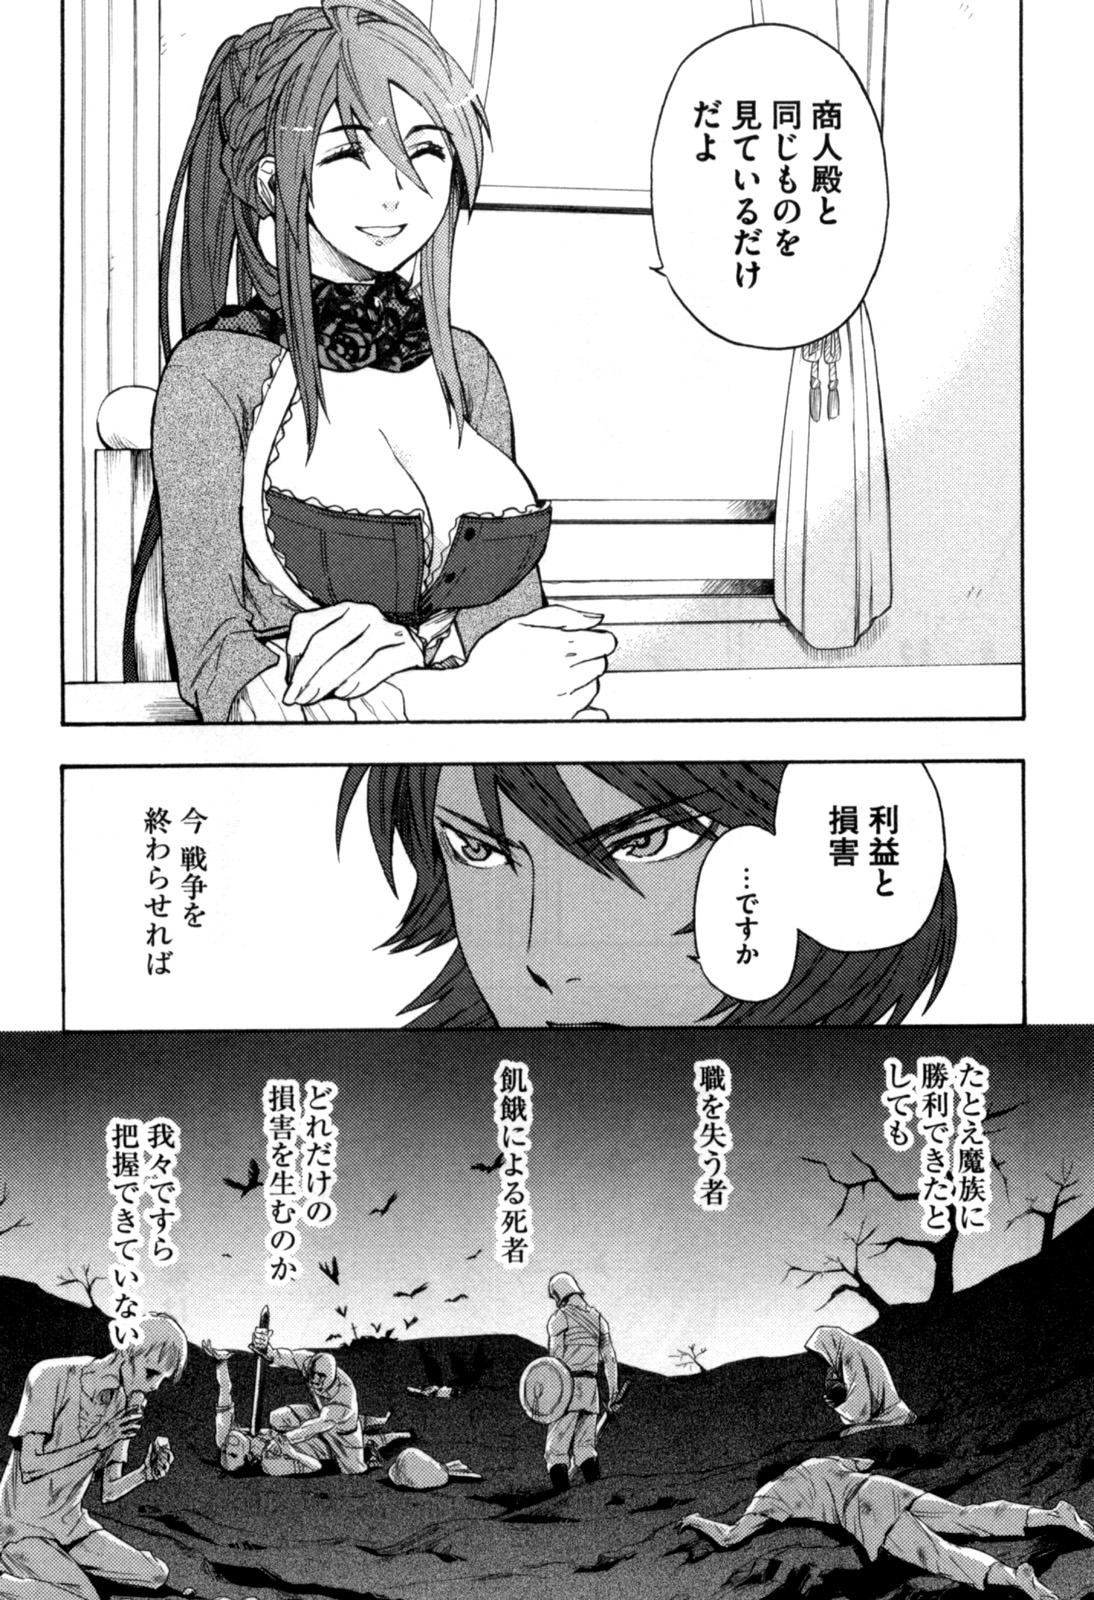 商人殿と
同じものを
見ているだけ
だよ
利益と
損害
…ですか
今 戦争を
終わらせれば
たとえ魔族に
勝利できたと
しても
職を失う者
飢餓による死者
どれだけの
損害を生むのか
我々ですら
把握できていない